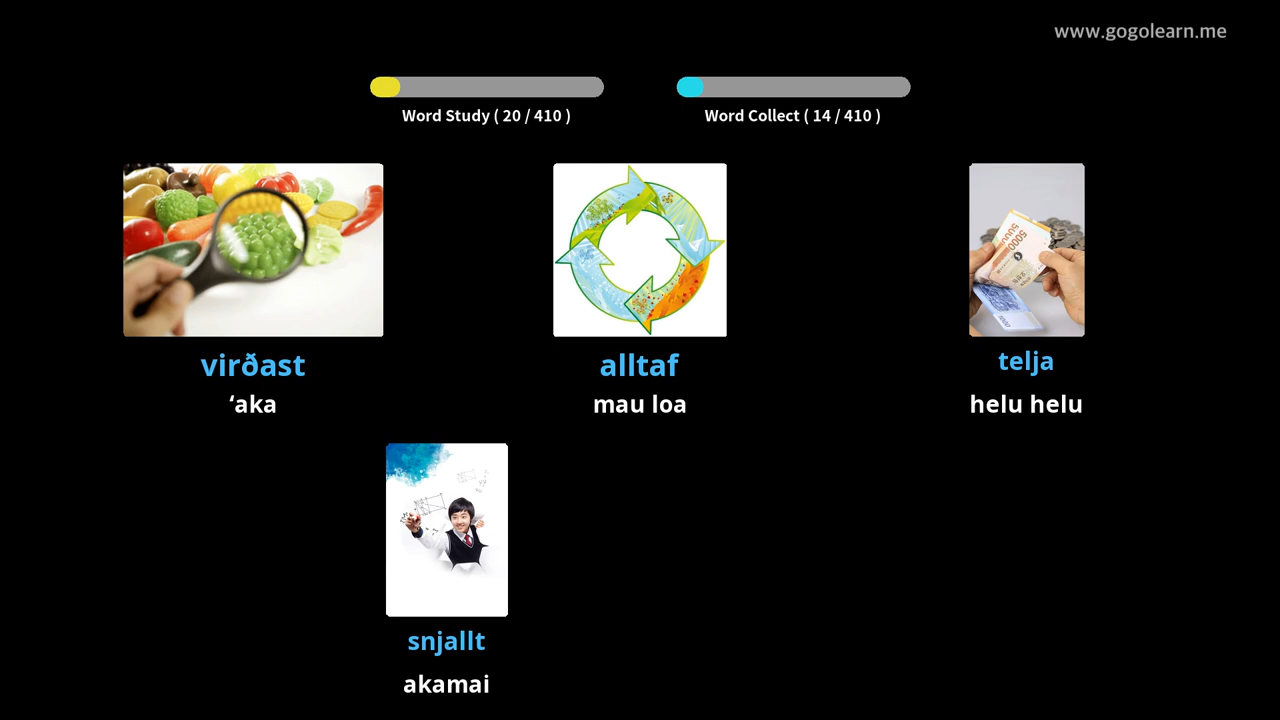 www.gogolearn.me
Word Study ( 20 / 410 )
Word Collect ( 14 / 410 )
virðast
alltaf
telja
ʻaka
mau loa
helu helu
snjallt
akamai